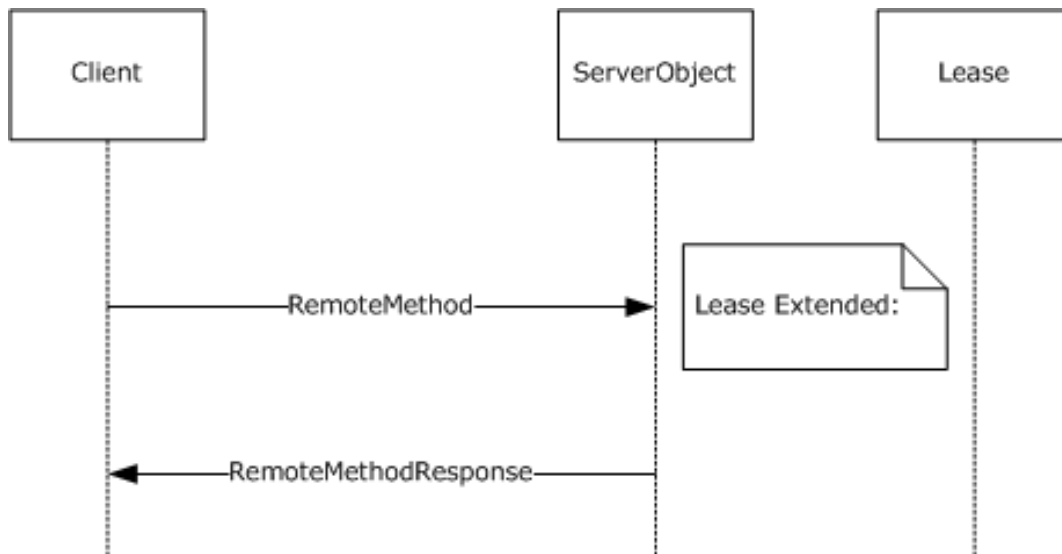 Client
ServerObject
Lease
RemoteMethod
Lease Extended:
RemoteMethodResponse